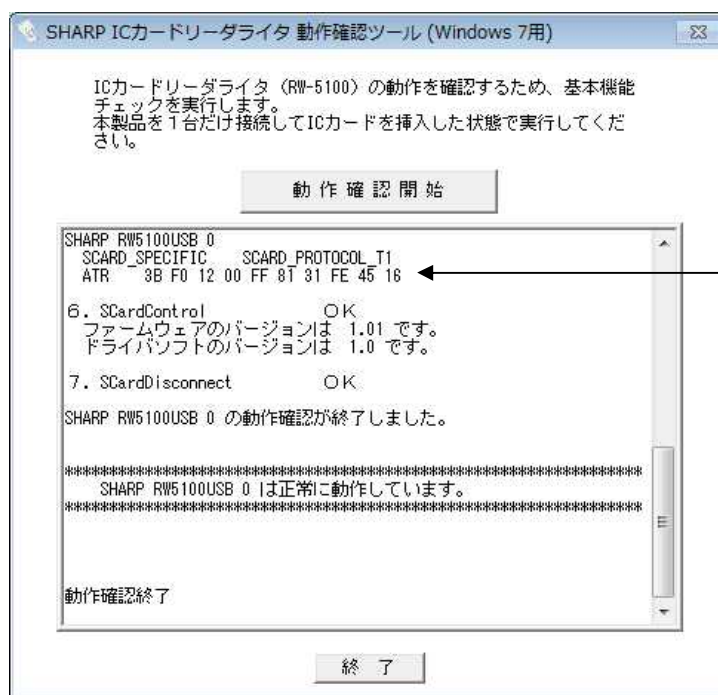 SHARP ICカードリーダライタ 動作確認ツール (Windows 7用)
ICカードリーダライタ (RW-5100) の動作を確認するため、基本機能
チェックを実行します。
本製品を1台だけ接続してICカードを挿入した状態で実行してくだ
さい。
動作確認開始
SHARP RW5100USB 0
SCARD_SPECIFIC SCARD_PROTOCOL_T1
ATR 3B F0 12 00 FF 81 31 FE 45 16
6. SCardControl OK
ファームウェアのバージョンは 1.01 です。
ドライバソフトのバージョンは 1.0 です。
7. SCardDisconnect OK
SHARP RW5100USB 0 の動作確認が終了しました。
****************************************************************
SHARP RW5100USB 0 は正常に動作しています。
****************************************************************
動作確認終了
終 了